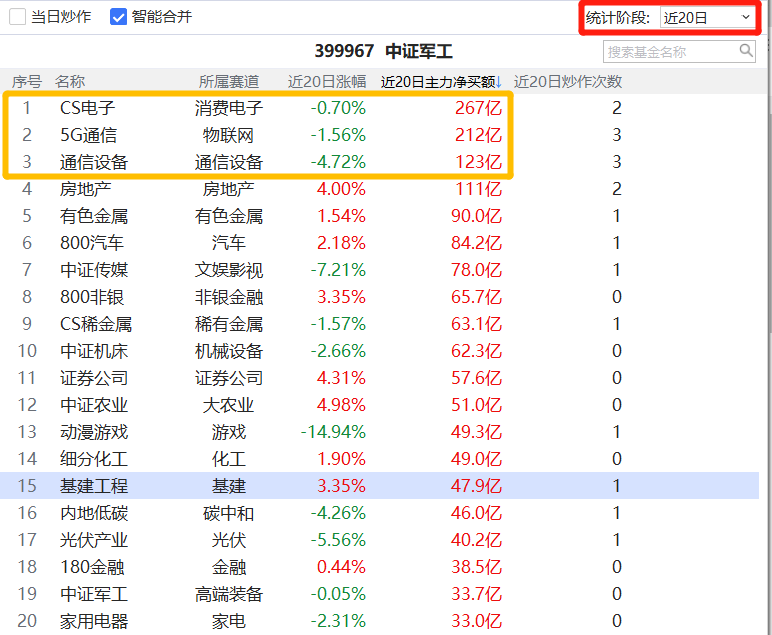 当日炒作 智能合并 统计阶段: 近20日
399967 中证军工 搜索基金名称
序号 名称 所属赛道 近20日涨幅 近20日主力净买额↓ 近20日炒作次数
1 CS电子 消费电子 -0.70% 267亿 2
2 5G通信 物联网 -1.56% 212亿 3
3 通信设备 通信设备 -4.72% 123亿 3
4 房地产 房地产 4.00% 111亿 2
5 有色金属 有色金属 1.54% 90.0亿 1
6 800汽车 汽车 2.18% 84.2亿 1
7 中证传媒 文娱影视 -7.21% 78.0亿 1
8 800非银 非银金融 3.35% 65.7亿 0
9 CS稀金属 稀有金属 -1.57% 63.1亿 1
10 中证机床 机械设备 -2.66% 62.3亿 0
11 证券公司 证券公司 4.31% 57.6亿 0
12 中证农业 大农业 4.98% 51.0亿 0
13 动漫游戏 游戏 -14.94% 49.3亿 1
14 细分化工 化工 1.90% 49.0亿 0
15 基建工程 基建 3.35% 47.9亿 1
16 内地低碳 碳中和 -4.26% 46.0亿 1
17 光伏产业 光伏 -5.56% 40.2亿 1
18 180金融 金融 0.44% 38.5亿 0
19 中证军工 高端装备 -0.05% 33.7亿 0
20 家用电器 家电 -2.31% 33.0亿 0